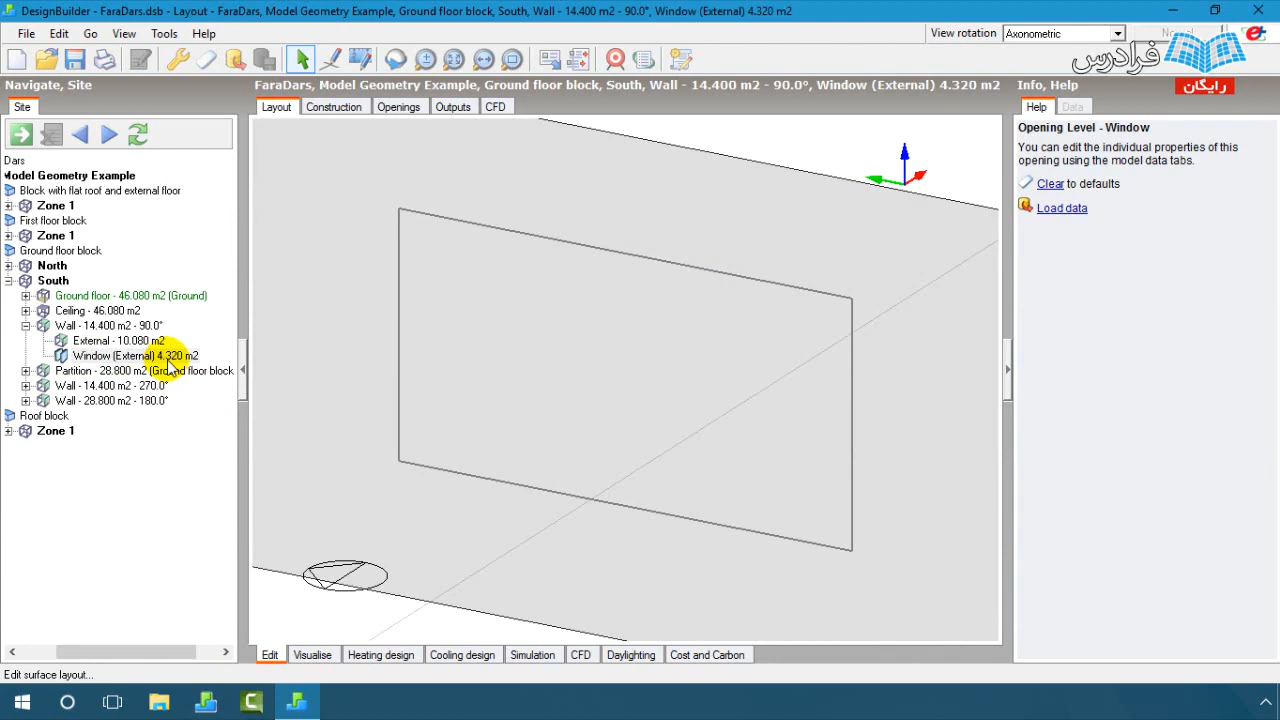 DesignBuilder - FaraDars.dsb - Layout - FaraDars, Model Geometry Example, Ground floor block, South, Wall - 14.400 m2 - 90.0°, Window (External) 4.320 m2
File Edit Go View Tools Help
View rotation Axonometric
Normal
فرادرس
Navigate, Site
FaraDars, Model Geometry Example, Ground floor block, South, Wall - 14.400 m2 - 90.0°, Window (External) 4.320 m2
Info, Help
رایگان
Site
Layout Construction Openings Outputs CFD
Help Data
Opening Level - Window
You can edit the individual properties of this
opening using the model data tabs.
Clear to defaults
Load data
Dars
Model Geometry Example
Block with flat roof and external floor
Zone 1
First floor block
Zone 1
Ground floor block
North
South
Ground floor - 46.080 m2 (Ground)
Ceiling - 46.080 m2
Wall - 14.400 m2 - 90.0°
External - 10.080 m2
Window (External) 4.320 m2
Partition - 28.800 m2 (Ground floor block
Wall - 14.400 m2 - 270.0°
Wall - 28.800 m2 - 180.0°
Roof block
Zone 1
Edit Visualise Heating design Cooling design Simulation CFD Daylighting Cost and Carbon
Edit surface layout...